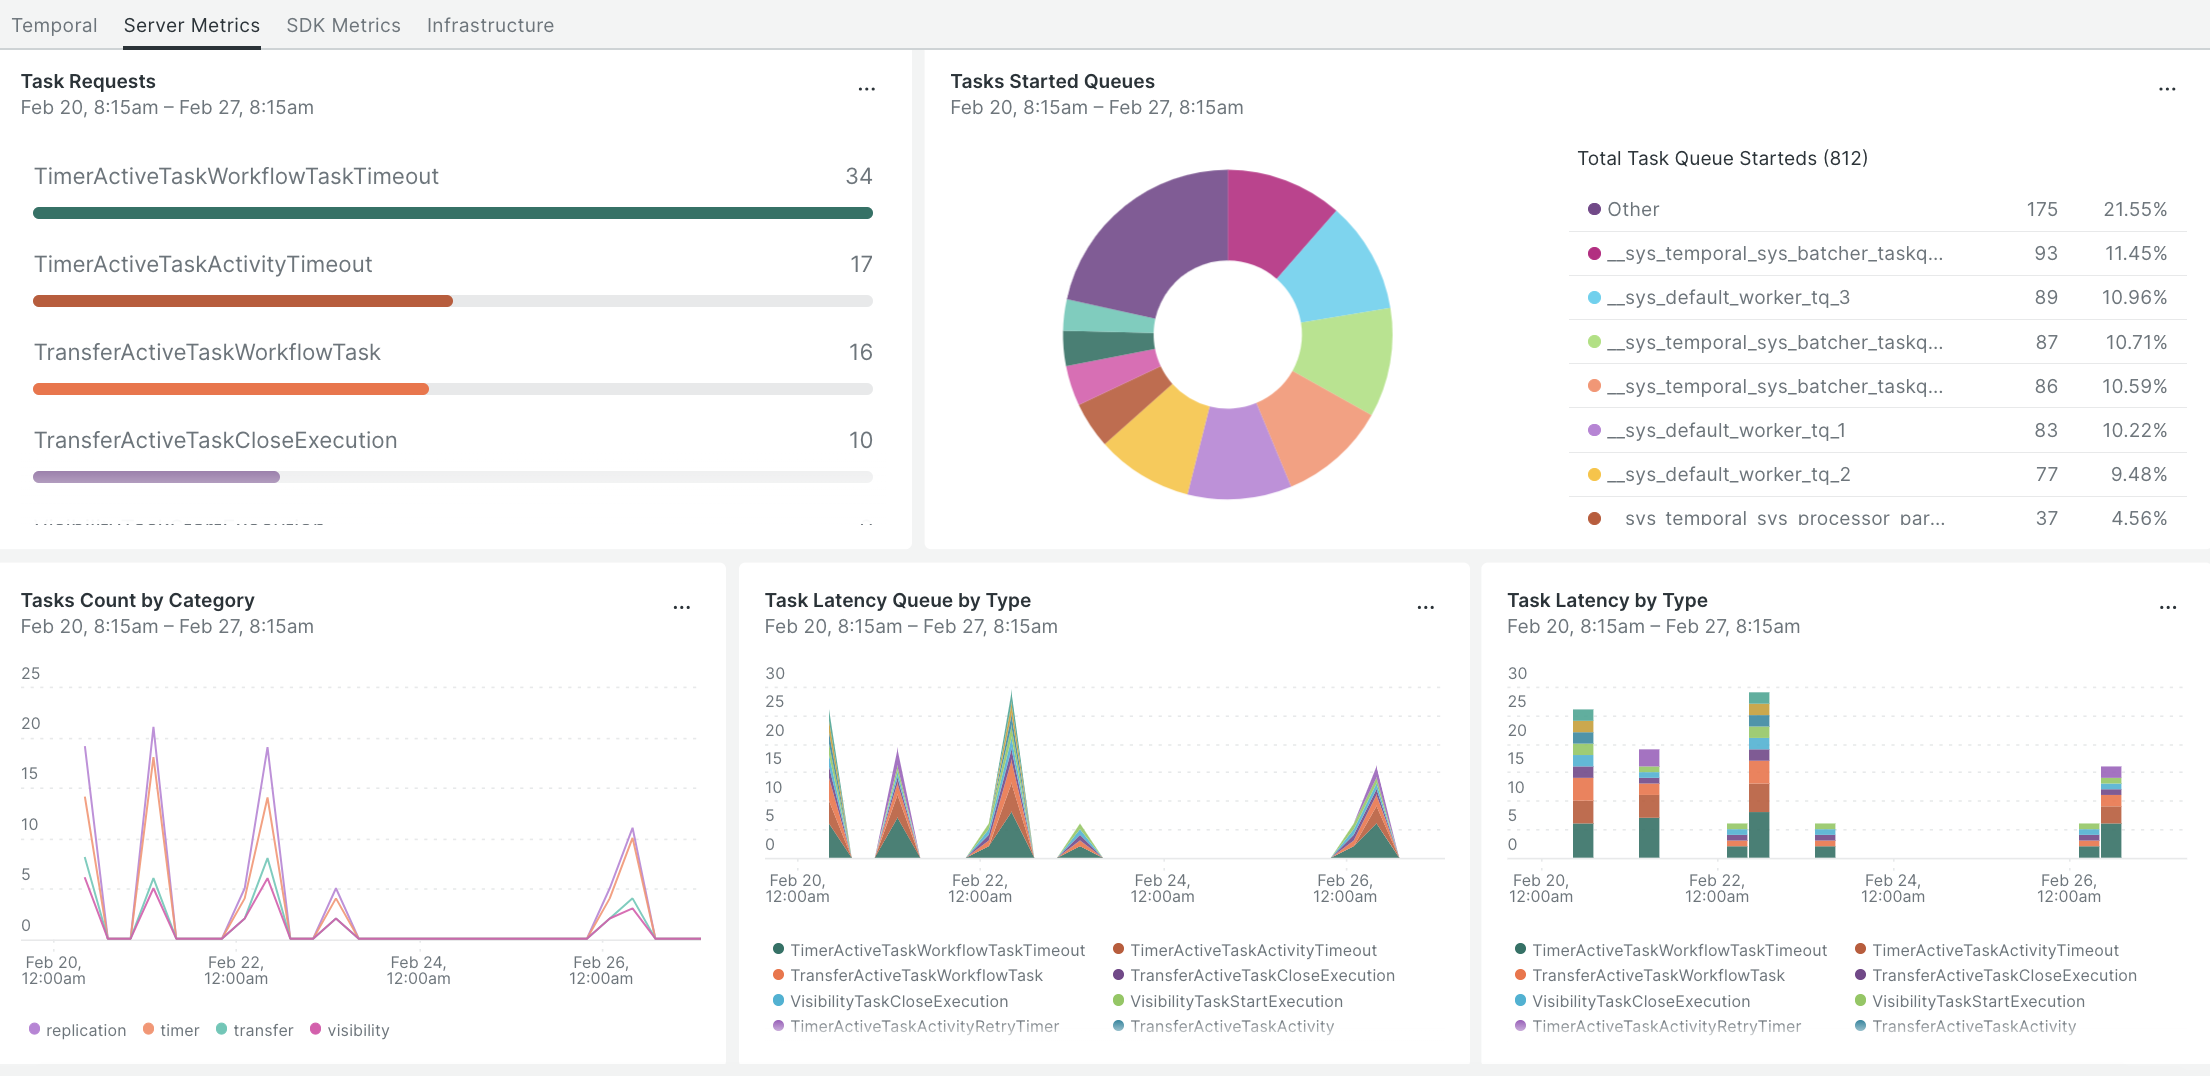 Temporal Server Metrics SDK Metrics Infrastructure
Task Requests
Feb 20, 8:15am – Feb 27, 8:15am
TimerActiveTaskWorkflowTaskTimeout 34
TimerActiveTaskActivityTimeout 17
TransferActiveTaskWorkflowTask 16
TransferActiveTaskCloseExecution 10
Tasks Started Queues
Feb 20, 8:15am – Feb 27, 8:15am
Total Task Queue Starteds (812)
Other 175 21.55%
__sys_temporal_sys_batcher_taskq... 93 11.45%
__sys_default_worker_tq_3 89 10.96%
__sys_temporal_sys_batcher_taskq... 87 10.71%
__sys_temporal_sys_batcher_taskq... 86 10.59%
__sys_default_worker_tq_1 83 10.22%
__sys_default_worker_tq_2 77 9.48%
sys_temporal_sys_processor_par... 37 4.56%
Tasks Count by Category
Feb 20, 8:15am – Feb 27, 8:15am
25
20
15
10
5
0
Feb 20, Feb 22, Feb 24, Feb 26,
12:00am 12:00am 12:00am 12:00am
replication timer transfer visibility
Task Latency Queue by Type
Feb 20, 8:15am – Feb 27, 8:15am
30
25
20
15
10
5
0
Feb 20, Feb 22, Feb 24, Feb 26,
12:00am 12:00am 12:00am 12:00am
TimerActiveTaskWorkflowTaskTimeout TimerActiveTaskActivityTimeout
TransferActiveTaskWorkflowTask TransferActiveTaskCloseExecution
VisibilityTaskCloseExecution VisibilityTaskStartExecution
TimerActiveTaskActivityRetryTimer TransferActiveTaskActivity
Task Latency by Type
Feb 20, 8:15am – Feb 27, 8:15am
30
25
20
15
10
5
0
Feb 20, Feb 22, Feb 24, Feb 26,
12:00am 12:00am 12:00am 12:00am
TimerActiveTaskWorkflowTaskTimeout TimerActiveTaskActivityTimeout
TransferActiveTaskWorkflowTask TransferActiveTaskCloseExecution
VisibilityTaskCloseExecution VisibilityTaskStartExecution
TimerActiveTaskActivityRetryTimer TransferActiveTaskActivity